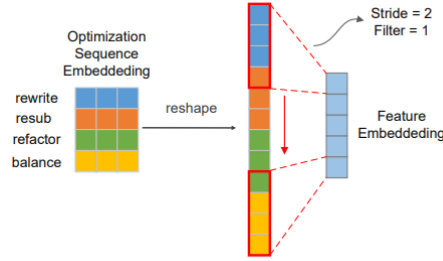 Optimization
Sequence
Embeddeding
rewrite
resub
refactor
balance
reshape
Stride = 2
Filter = 1
Feature
Embeddeding